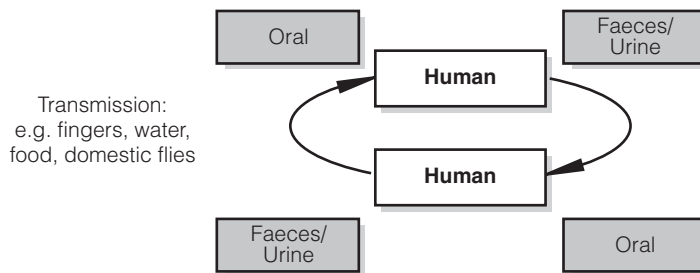 Oral
Faeces/
Urine
Human
Transmission:
e.g. fingers, water,
food, domestic flies
Human
Faeces/
Urine
Oral